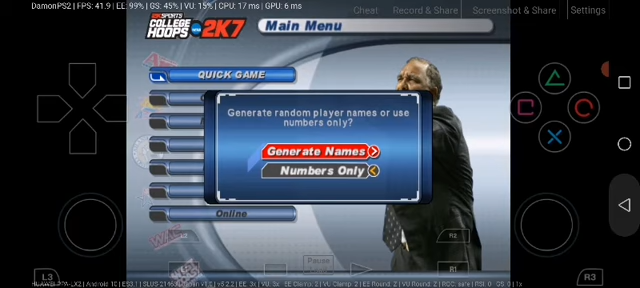 DamonPS2 | FPS: 41.9 | EE: 99% | GS: 45% | VU: 15% | CPU: 17 ms | GPU: 6 ms
Cheat
Record & Share
Screenshot & Share
Settings
2K SPORTS
COLLEGE HOOPS 2K7
Main Menu
QUICK GAME
Generate random player names or use
numbers only?
Generate Names
Numbers Only
Online
R2
Pause
L3
R1
R3